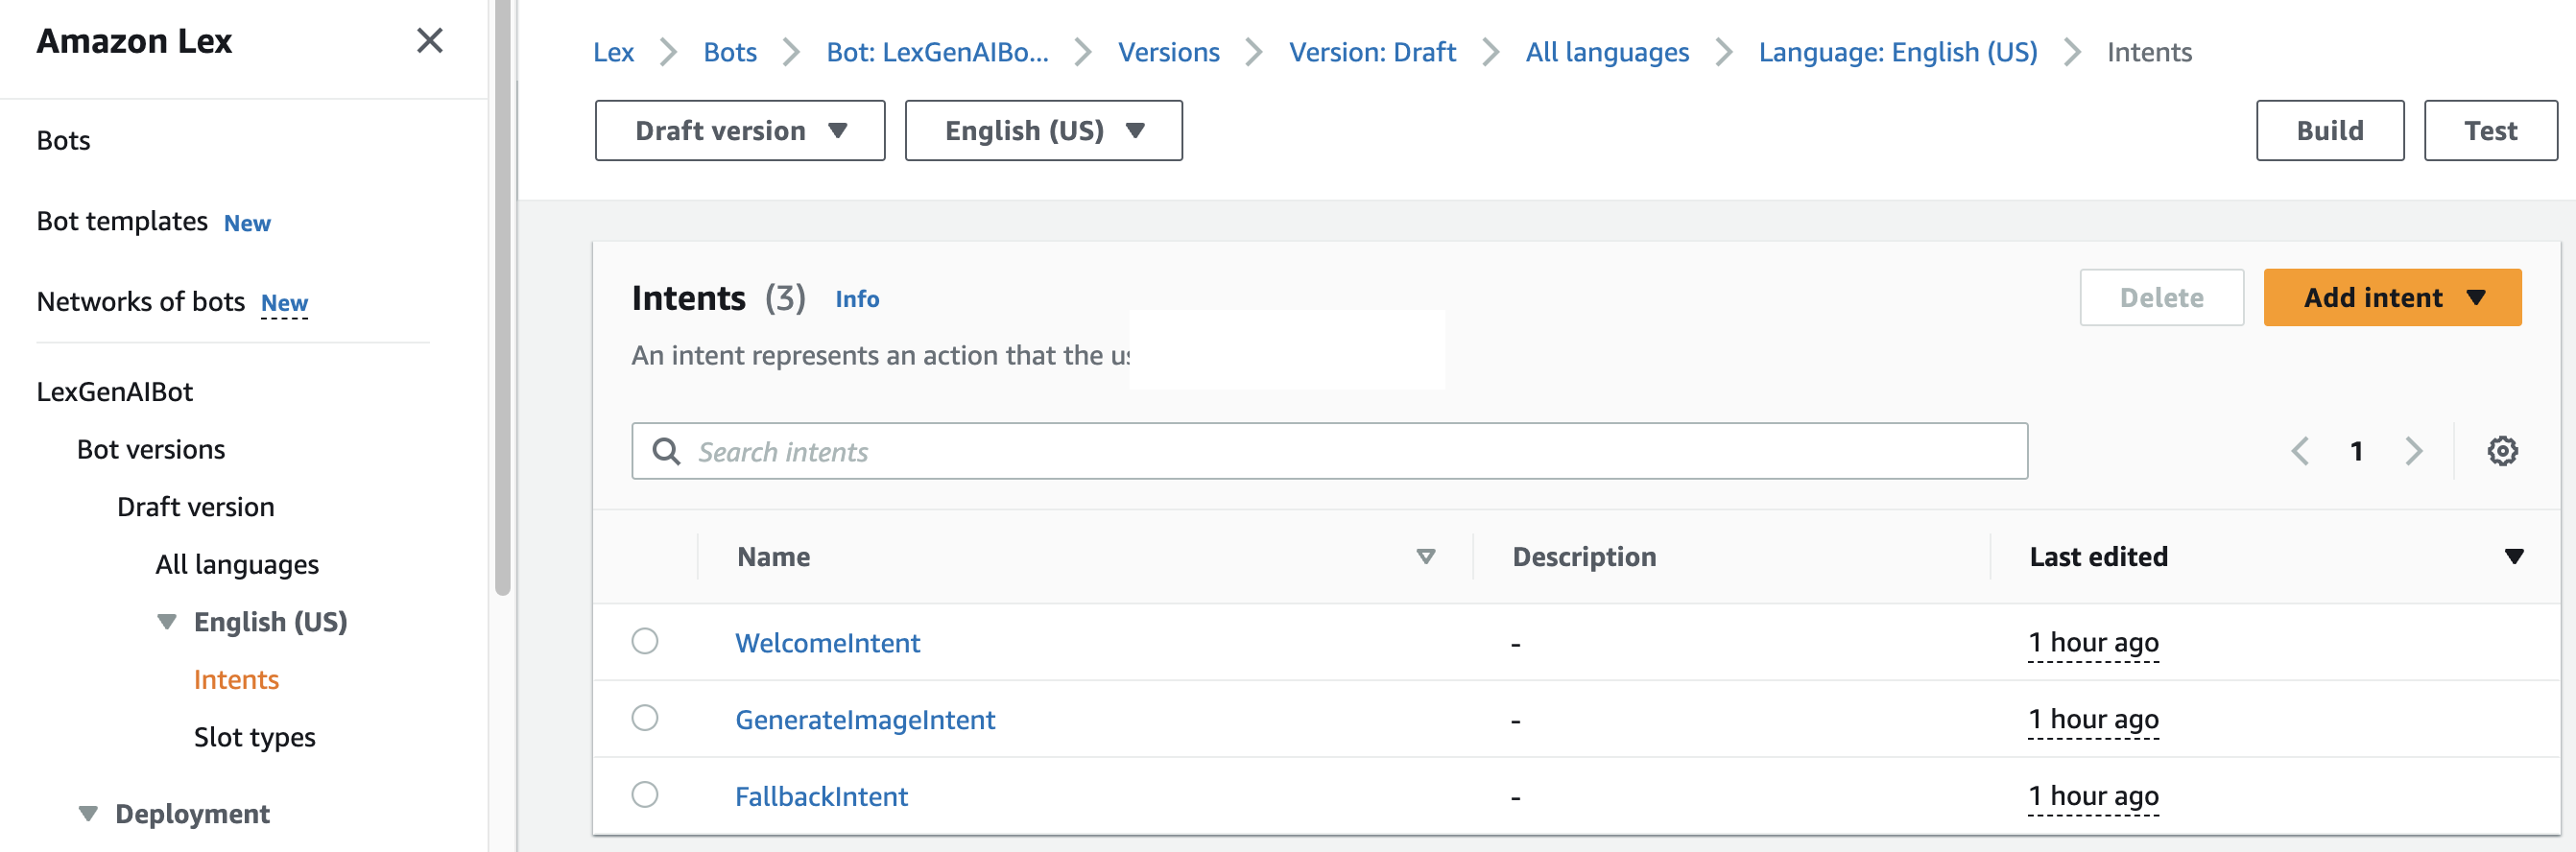 Amazon Lex
Bots
Bot templates New
Networks of bots New
LexGenAIBot
Bot versions
Draft version
All languages
English (US)
Intents
Slot types
Deployment
Lex Bots Bot: LexGenAIBo... Versions Version: Draft All languages Language: English (US) Intents
Draft version English (US) Build Test
Intents (3) Info Delete Add intent
An intent represents an action that the
Search intents 1
Name Description Last edited
WelcomeIntent - 1 hour ago
GenerateImageIntent - 1 hour ago
FallbackIntent - 1 hour ago